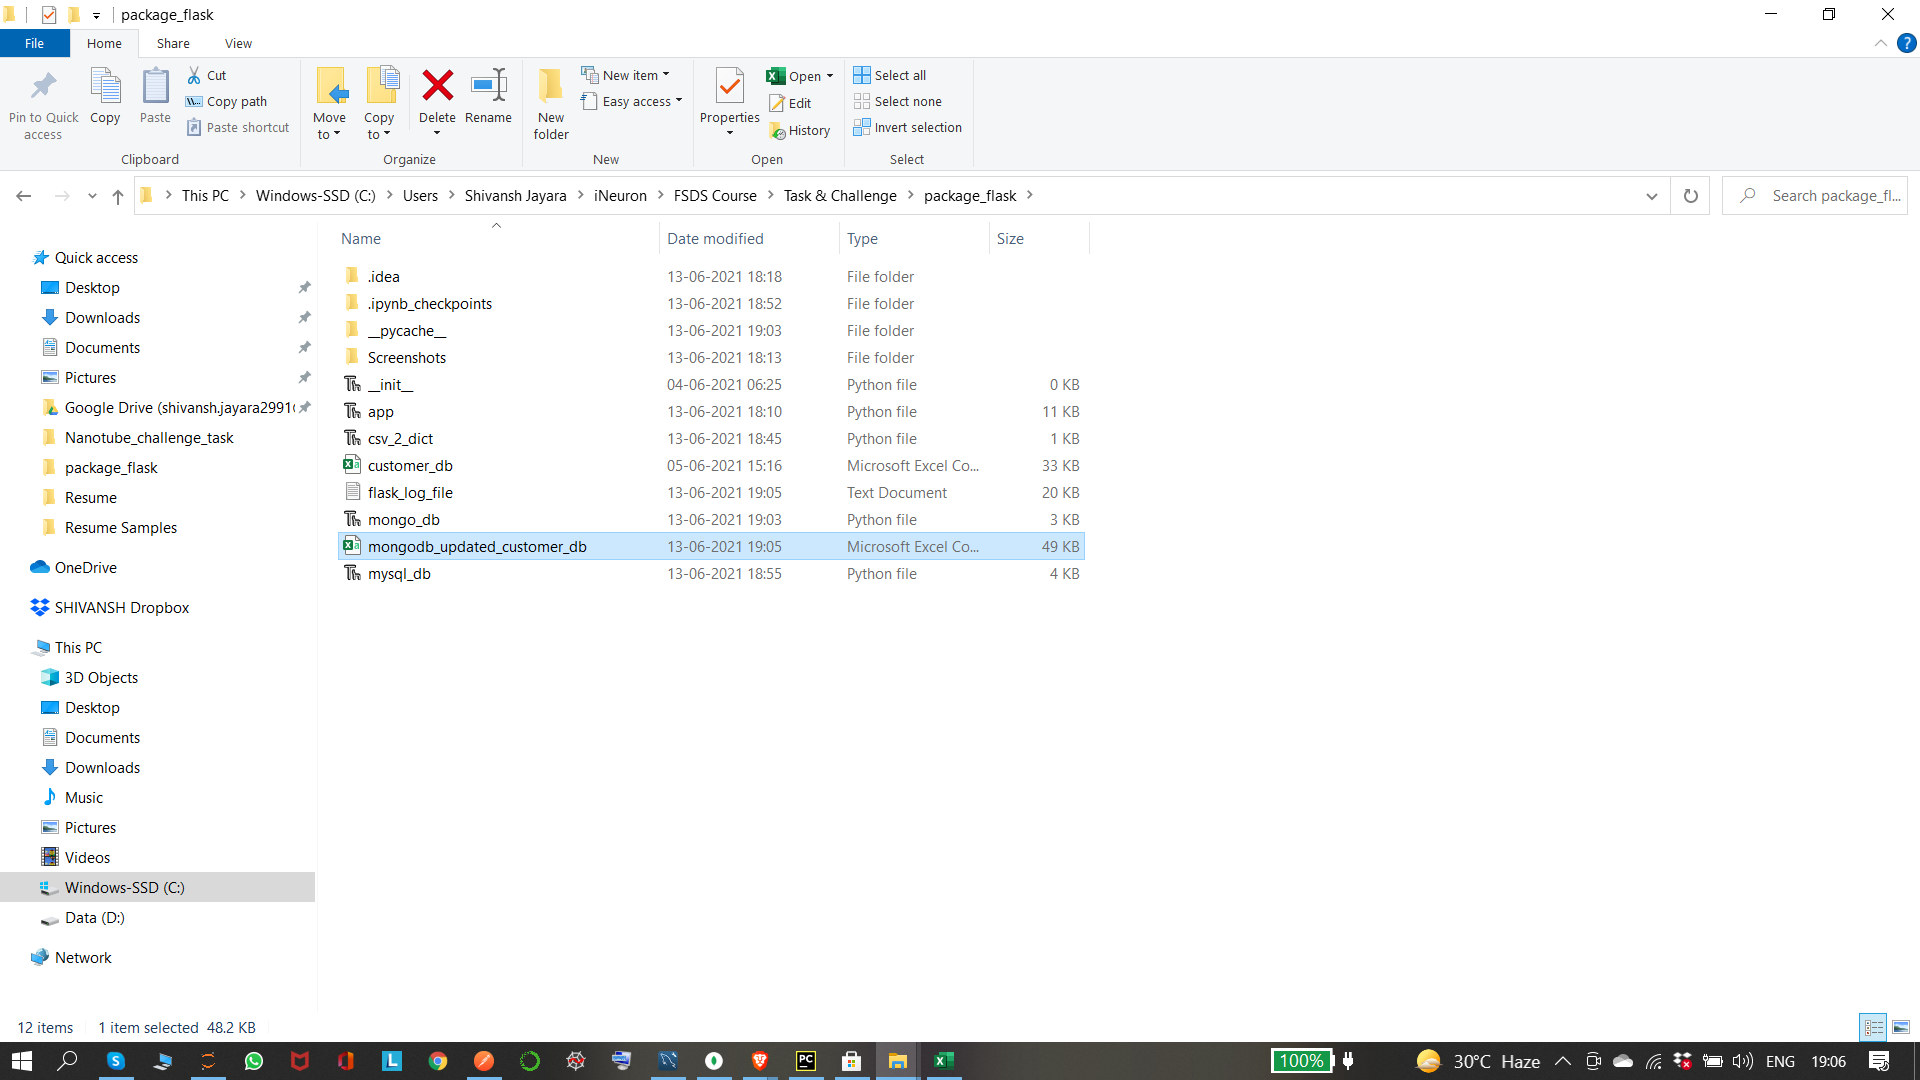 package_flask
File Home Share View
Pin to Quick access
Copy
Paste
Cut
Copy path
Paste shortcut
Clipboard
Move to
Copy to
Delete
Rename
Organize
New folder
New item
Easy access
New
Properties
Open
Edit
History
Open
Select all
Select none
Invert selection
Select
This PC Windows-SSD (C:) Users Shivansh Jayara iNeuron FSDS Course Task & Challenge package_flask
Search package_fl...
Name Date modified Type Size
.idea 13-06-2021 18:18 File folder
.ipynb_checkpoints 13-06-2021 18:52 File folder
__pycache__ 13-06-2021 19:03 File folder
Screenshots 13-06-2021 18:13 File folder
__init__ 04-06-2021 06:25 Python file 0 KB
app 13-06-2021 18:10 Python file 11 KB
csv_2_dict 13-06-2021 18:45 Python file 1 KB
customer_db 05-06-2021 15:16 Microsoft Excel Co... 33 KB
flask_log_file 13-06-2021 19:05 Text Document 20 KB
mongo_db 13-06-2021 19:03 Python file 3 KB
mongodb_updated_customer_db 13-06-2021 19:05 Microsoft Excel Co... 49 KB
mysql_db 13-06-2021 18:55 Python file 4 KB
Quick access
Desktop
Downloads
Documents
Pictures
Google Drive (shivansh.jayara2991
Nanotube_challenge_task
package_flask
Resume
Resume Samples
OneDrive
SHIVANSH Dropbox
This PC
3D Objects
Desktop
Documents
Downloads
Music
Pictures
Videos
Windows-SSD (C:)
Data (D:)
Network
12 items 1 item selected 48.2 KB
100% 30°C Haze ENG 19:06